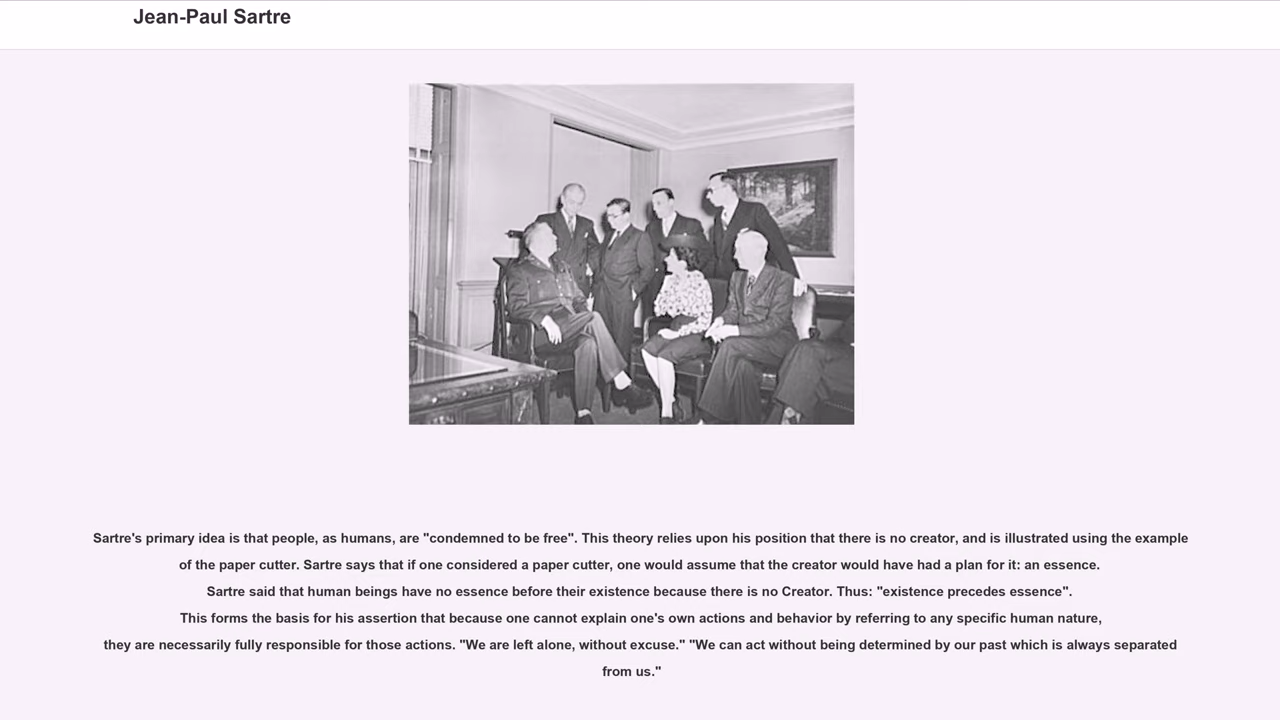 Jean-Paul Sartre
Sartre's primary idea is that people, as humans, are "condemned to be free". This theory relies upon his position that there is no creator, and is illustrated using the example
of the paper cutter. Sartre says that if one considered a paper cutter, one would assume that the creator would have had a plan for it: an essence.
Sartre said that human beings have no essence before their existence because there is no Creator. Thus: "existence precedes essence".
This forms the basis for his assertion that because one cannot explain one's own actions and behavior by referring to any specific human nature,
they are necessarily fully responsible for those actions. "We are left alone, without excuse." "We can act without being determined by our past which is always separated
from us."